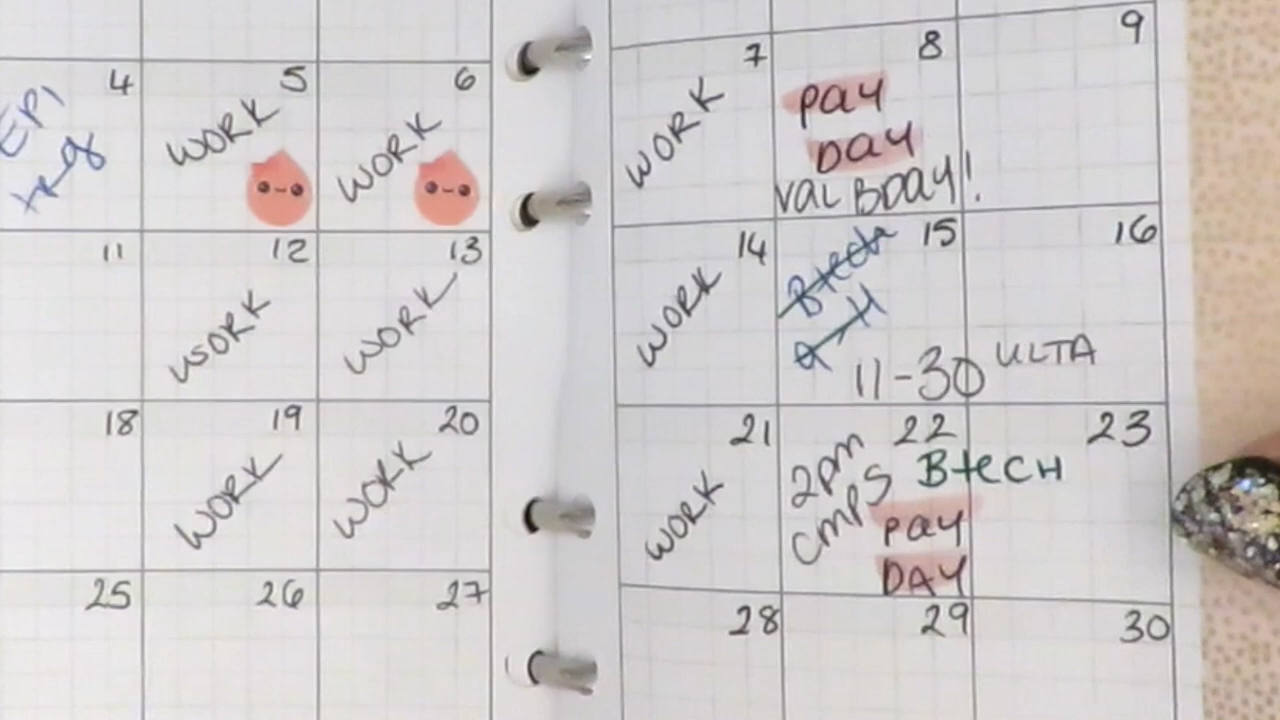 4 5 6 7 8 9
EPI
WORK
WORK
WORK
PAY
DAY
VAL BDAY!
11 12 13 14 15 16
WORK
WORK
WORK
Btech
11-30 ULTA
18 19 20 21 22 23
WORK
WORK
WORK
2pm
CMPS
BtECH
PAY
DAY
25 26 27 28 29 30